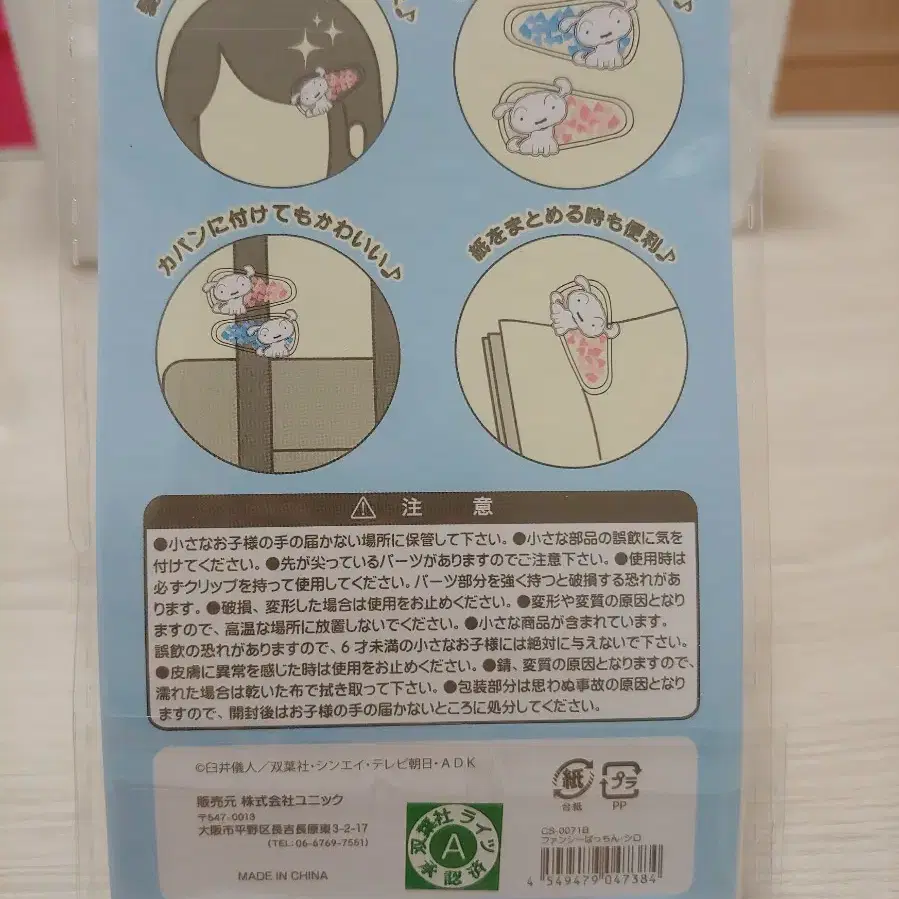 カバンに付けてもかわいい♪
紙をまとめる時も便利♪
注 意
●小さなお子様の手の届かない場所に保管して下さい。●小さな部品の誤飲に気を
付けてください。●先が尖っているパーツがありますのでご注意下さい。●使用時は
必ずクリップを持って使用してください。パーツ部分を強く持つと破損する恐れがあ
ります。●破損、変形した場合は使用をお止めください。●変形や変質の原因となり
ますので、高温な場所に放置しないでください。●小さな商品が含まれています。
誤飲の恐れがありますので、6才未満の小さなお子様には絶対に与えないで下さい。
●皮膚に異常を感じた時は使用をお止めください。●錆、変質の原因となりますので、
濡れた場合は乾いた布で拭き取って下さい。●包装部分は思わぬ事故の原因となり
ますので、開封後はお子様の手の届かないところに処分してください。
©臼井儀人／双葉社・シンエイ・テレビ朝日・ADK
販売元 株式会社ユニック
〒547-0013
大阪市平野区長吉長原東3-2-17
(TEL:06-6769-7551)
MADE IN CHINA
双葉社 ライツ
A
承認済
紙
台紙
プラ
PP
CS-0071B
ファンシーぱっちん・シロ
4 549479 047384